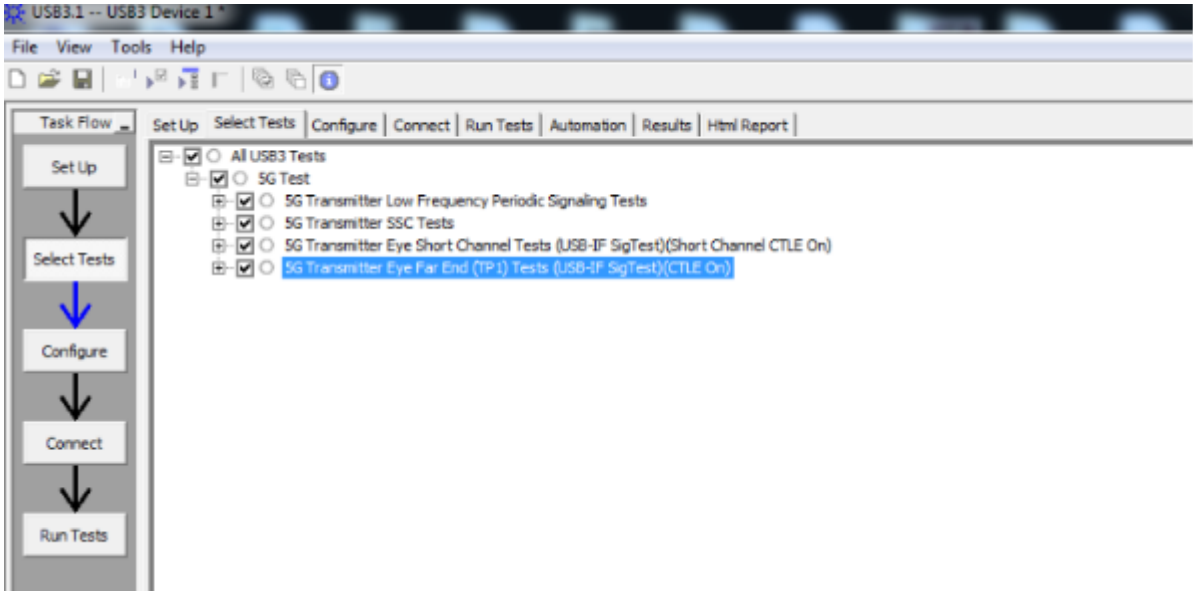 USB3.1 -- USB3 Device 1 *
File View Tools Help
Task Flow
Set Up Select Tests Configure Connect Run Tests Automation Results Html Report
Set Up
Select Tests
Configure
Connect
Run Tests
All USB3 Tests
5G Test
5G Transmitter Low Frequency Periodic Signaling Tests
5G Transmitter SSC Tests
5G Transmitter Eye Short Channel Tests (USB-IF SigTest)(Short Channel CTLE On)
5G Transmitter Eye Far End (TP1) Tests (USB-IF SigTest)(CTLE On)